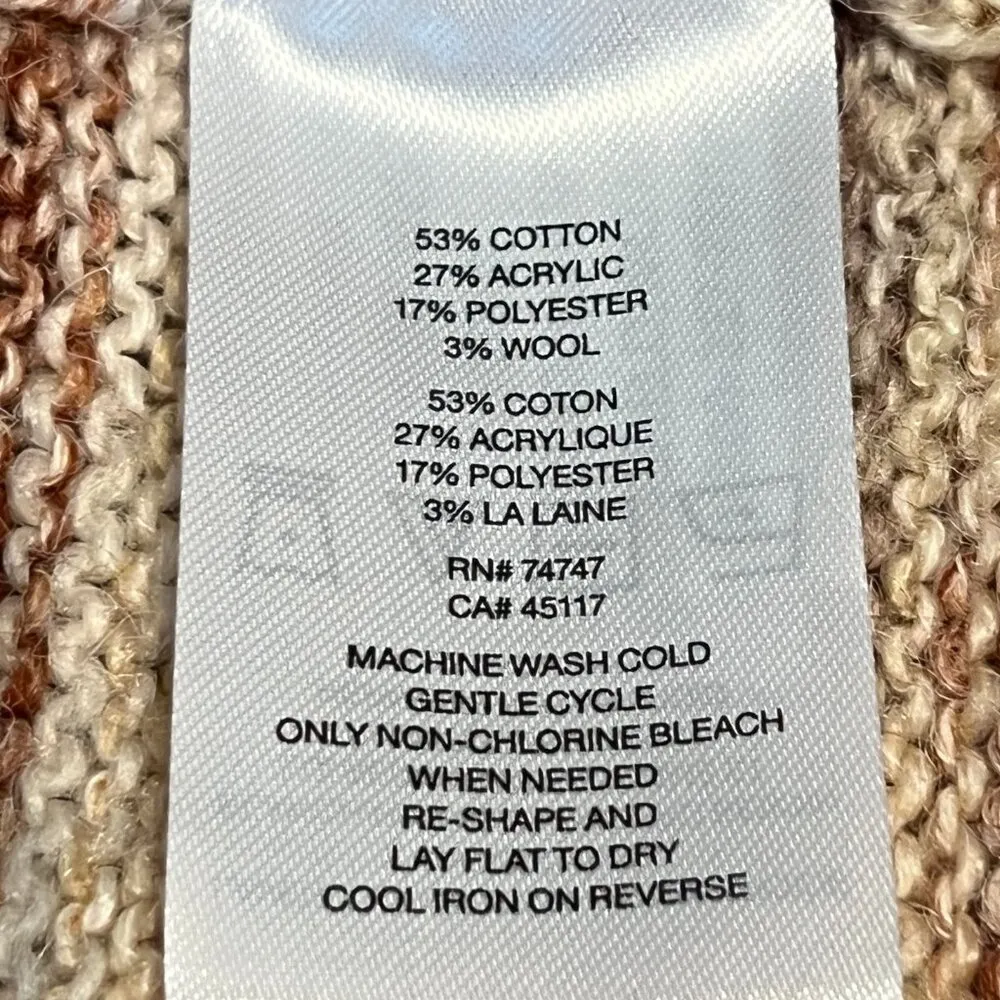 53% COTTON
27% ACRYLIC
17% POLYESTER
3% WOOL
53% COTON
27% ACRYLIQUE
17% POLYESTER
3% LA LAINE
RN# 74747
CA# 45117
MACHINE WASH COLD
GENTLE CYCLE
ONLY NON-CHLORINE BLEACH
WHEN NEEDED
RE-SHAPE AND
LAY FLAT TO DRY
COOL IRON ON REVERSE